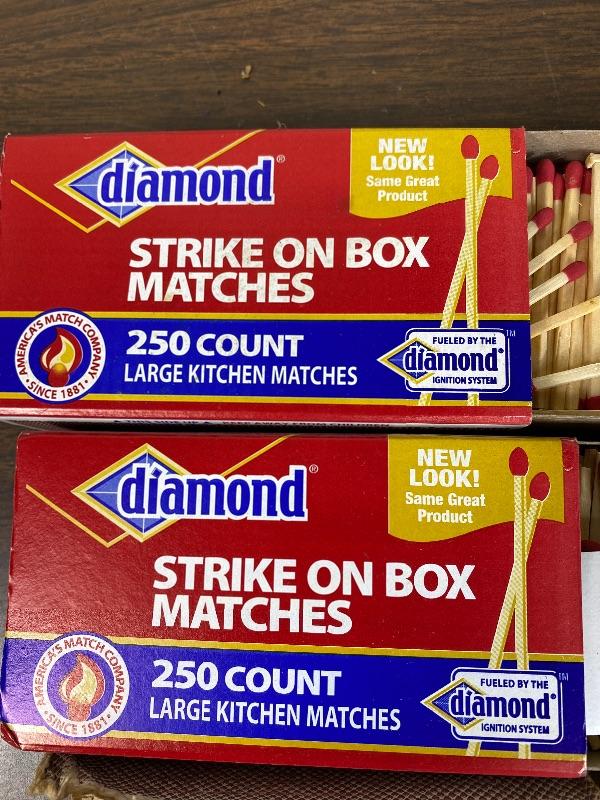 diamond®
NEW
LOOK!
Same Great
Product
STRIKE ON BOX
MATCHES
AMERICA'S MATCH COMPANY
• SINCE 1881 •
250 COUNT
LARGE KITCHEN MATCHES
FUELED BY THE
diamond®
IGNITION SYSTEM
TM
diamond®
NEW
LOOK!
Same Great
Product
STRIKE ON BOX
MATCHES
AMERICA'S MATCH COMPANY
• SINCE 1881 •
250 COUNT
LARGE KITCHEN MATCHES
FUELED BY THE
diamond®
IGNITION SYSTEM
TM